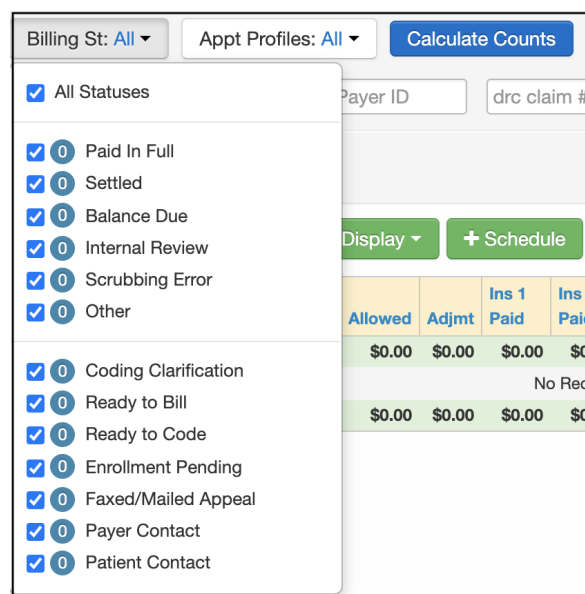 Billing St: All Appt Profiles: All Calculate Counts
All Statuses
Payer ID drc claim #
0 Paid In Full
0 Settled
0 Balance Due
0 Internal Review
0 Scrubbing Error
0 Other
Display + Schedule
Allowed Adjmt Ins 1 Paid Ins
$0.00 $0.00 $0.00
No Rec
$0.00 $0.00 $0.00
0 Coding Clarification
0 Ready to Bill
0 Ready to Code
0 Enrollment Pending
0 Faxed/Mailed Appeal
0 Payer Contact
0 Patient Contact